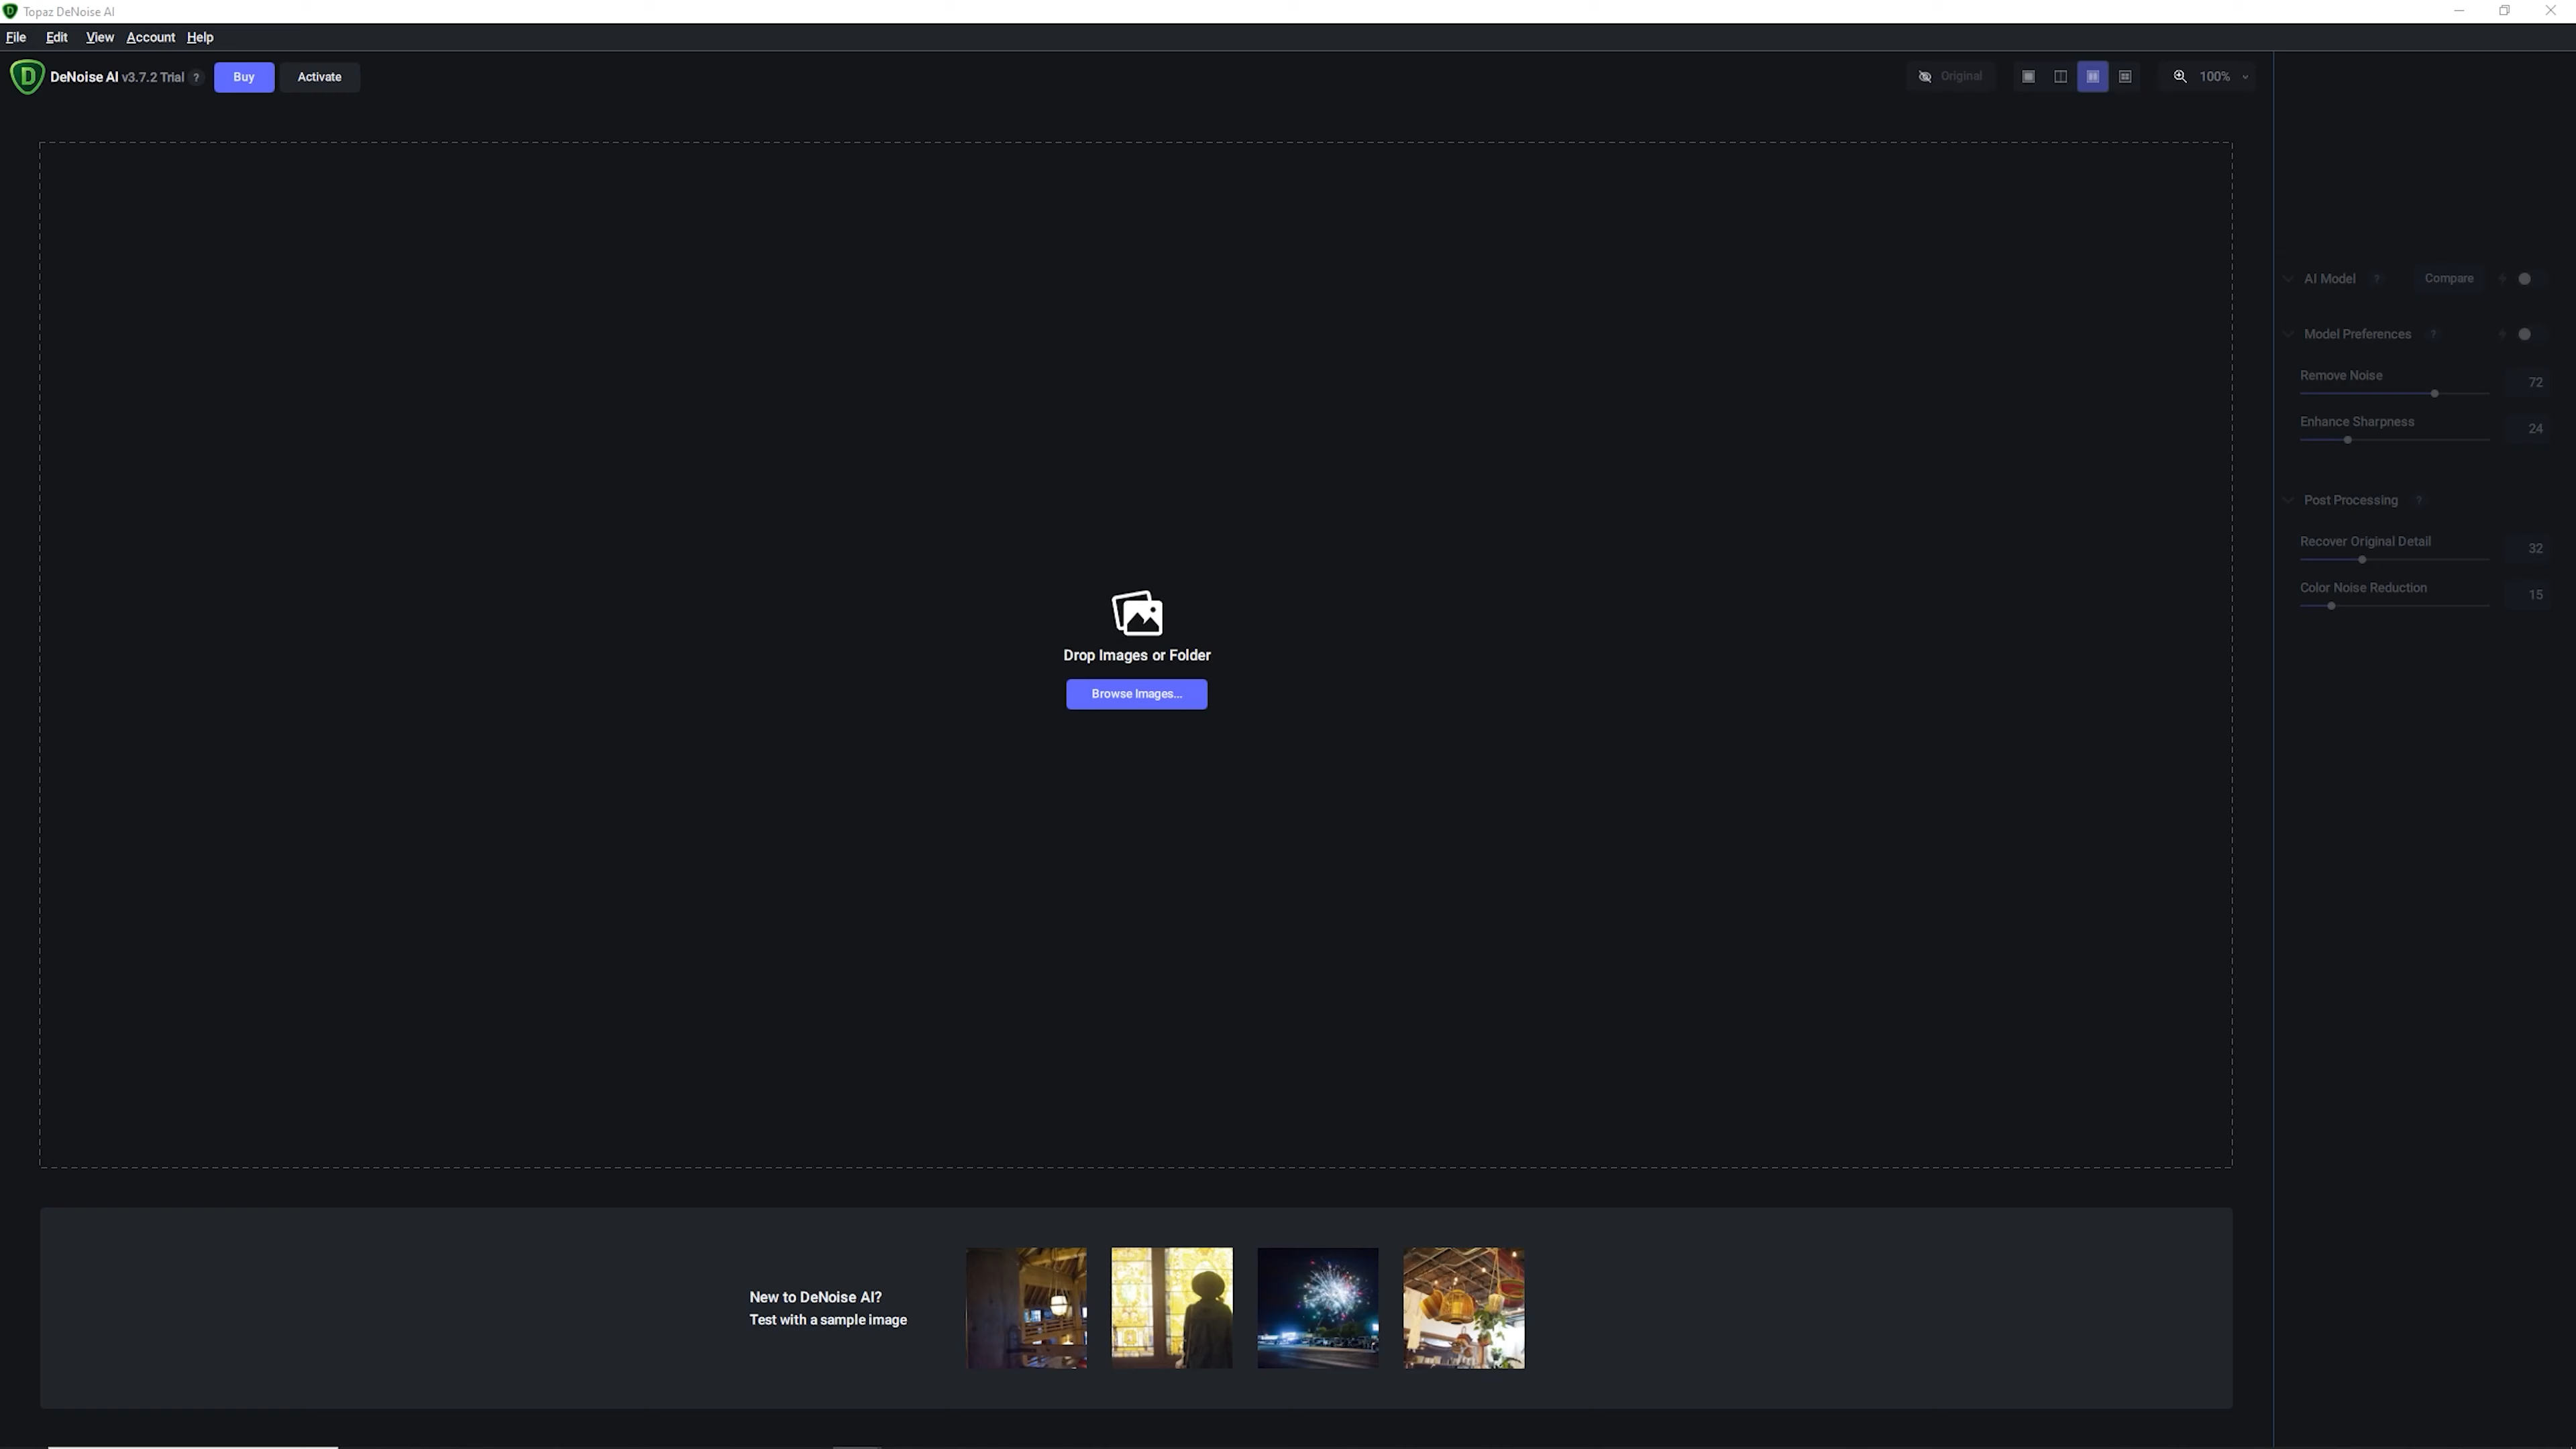 Topaz DeNoise AI
File Edit View Account Help
DeNoise AI v3.7.2 Trial ? Buy Activate Original 100%
AI Model ? Compare
Model Preferences ?
Remove Noise 72
Enhance Sharpness 24
Post Processing ?
Recover Original Detail 32
Color Noise Reduction 15
Drop Images or Folder
Browse Images...
New to DeNoise AI?
Test with a sample image